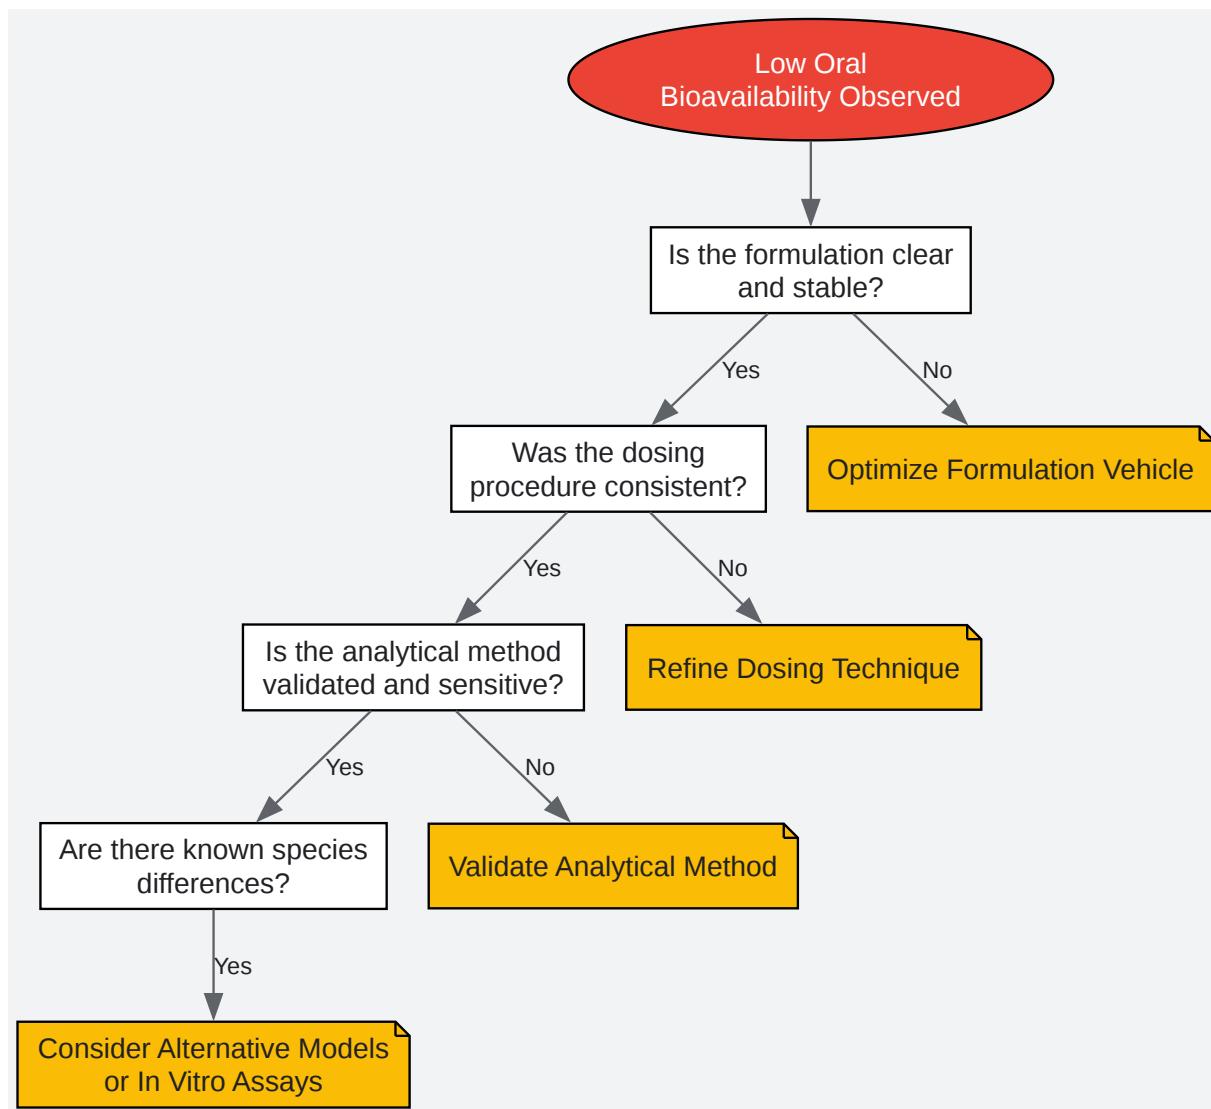 Low Oral
Bioavailability Observed
Is the formulation clear
and stable?
Yes
No
Was the dosing
procedure consistent?
Optimize Formulation Vehicle
Yes
No
Is the analytical method
validated and sensitive?
Refine Dosing Technique
Yes
No
Are there known species
differences?
Validate Analytical Method
Yes
Consider Alternative Models
or In Vitro Assays